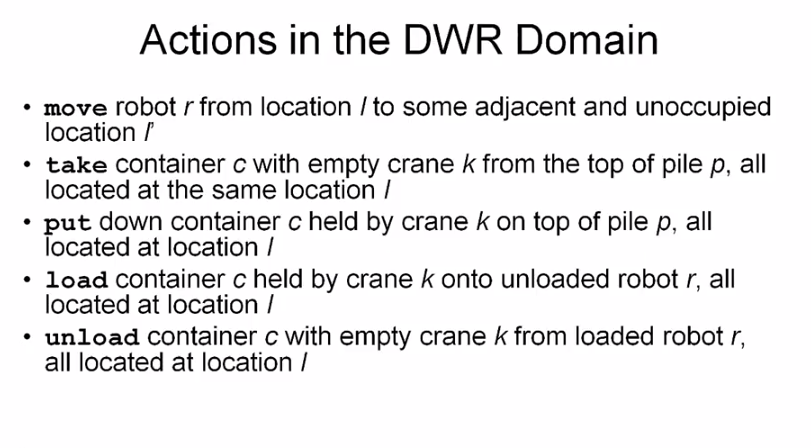 Actions in the DWR Domain
• move robot r from location l to some adjacent and unoccupied
location l'
• take container c with empty crane k from the top of pile p, all
located at the same location l
• put down container c held by crane k on top of pile p, all
located at location l
• load container c held by crane k onto unloaded robot r, all
located at location l
• unload container c with empty crane k from loaded robot r,
all located at location l